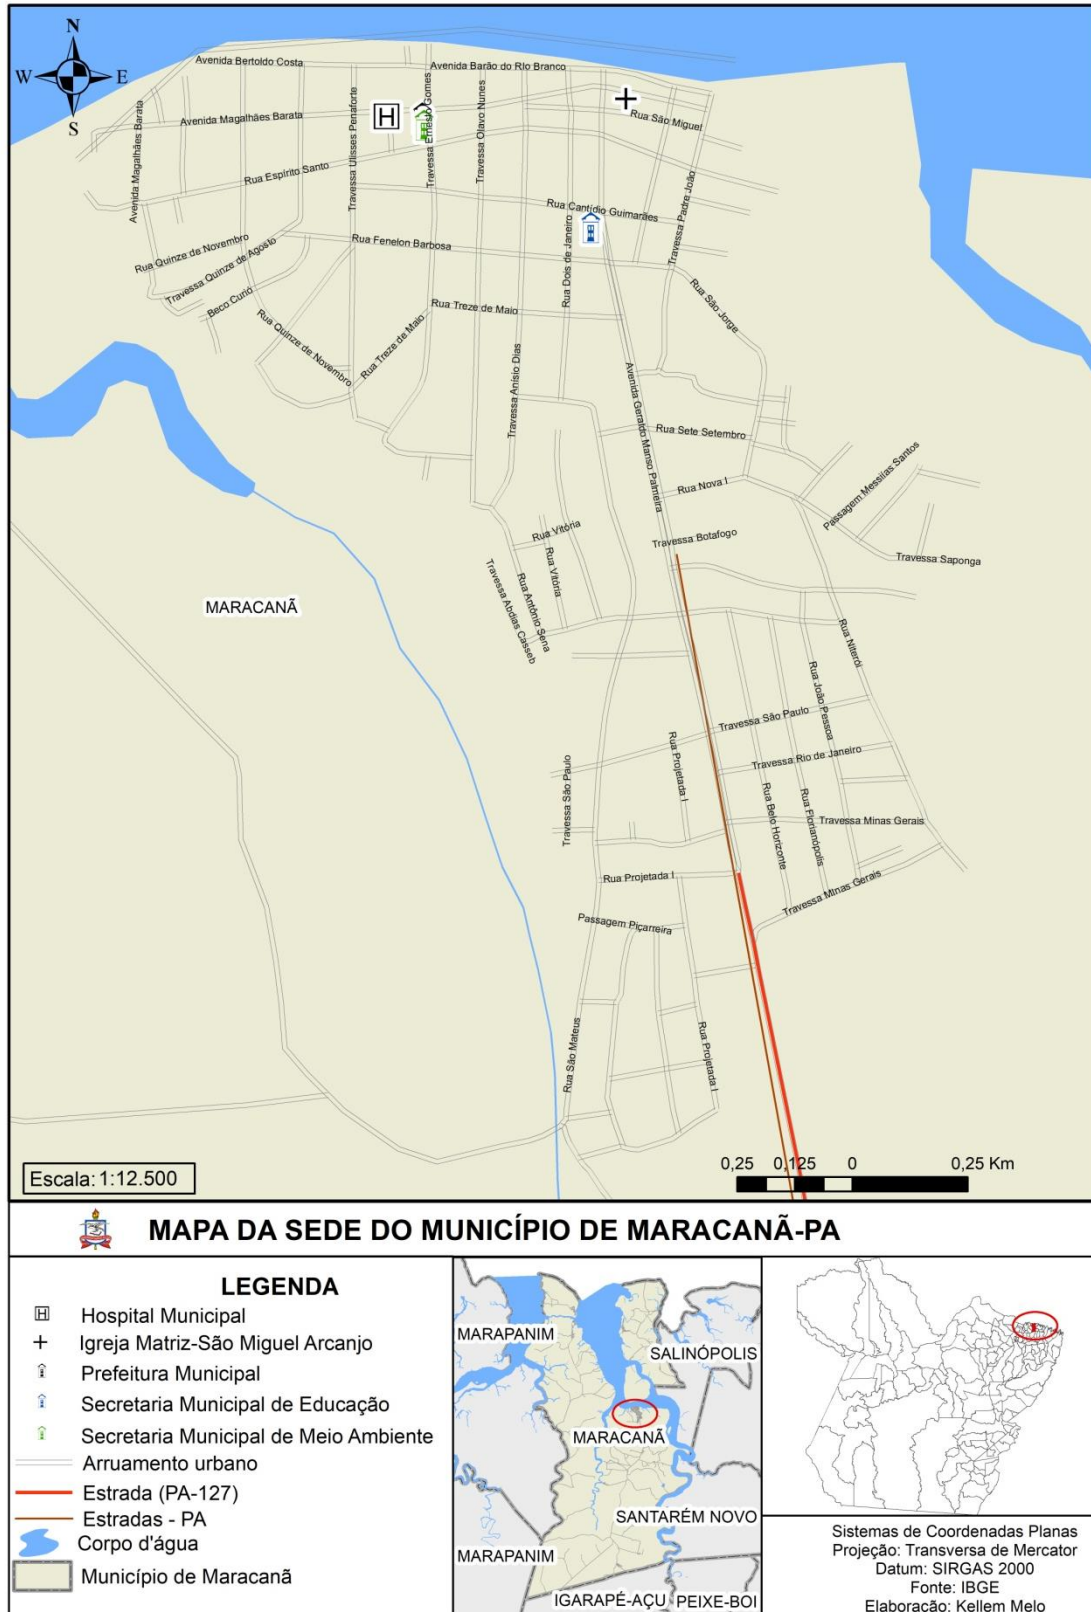 N
W
E
S
Avenida Bertoldo Costa
Avenida Barão do RIo Branco
Avenida Magalhães Barata
Avenida Magalhães Barata
H
Rua São Miguel
Travessa Ulisses Penaforte
Travessa Ernesto Gomes
Travessa Olavo Nunes
Rua Espírito Santo
Rua Cantídio Guimarães
Travessa Padre João
Rua Quinze de Novembro
Travessa Quinze de Agosto
Rua Fenelon Barbosa
Rua Dois de Janeiro
Beco Curió
Rua Treze de Maio
Rua São Jorge
Rua Quinze de Novembro
Rua Treze de Maio
Travessa Anísio Dias
Avenida Geraldo Manso Palmeira
Rua Sete Setembro
Rua Nova I
Passagem Messiías Santos
Rua Vitória
Rua Vitória
Travessa Botafogo
Travessa Saponga
Travessa Abdias Casseb
Rua Antônio Sena
MARACANÃ
Rua Niterói
Rua João Pessoa
Travessa São Paulo
Travessa Rio de Janeiro
Rua Projetada I
Travessa São Paulo
Rua Belo Horizonte
Rua Florianópolis
Travessa Minas Gerais
Rua Projetada I
Travessa Minas Gerais
Passagem Piçarreira
Rua São Mateus
Rua Projetada I
Escala: 1:12.500
0,25 0,125 0 0,25 Km
MAPA DA SEDE DO MUNICÍPIO DE MARACANÃ-PA
LEGENDA
H Hospital Municipal
Igreja Matriz-São Miguel Arcanjo
Prefeitura Municipal
Secretaria Municipal de Educação
Secretaria Municipal de Meio Ambiente
Arruamento urbano
Estrada (PA-127)
Estradas - PA
Corpo d'água
Município de Maracanã
MARAPANIM
SALINÓPOLIS
MARACANÃ
SANTARÉM NOVO
MARAPANIM
IGARAPÉ-AÇU
PEIXE-BOI
Sistemas de Coordenadas Planas
Projeção: Transversa de Mercator
Datum: SIRGAS 2000
Fonte: IBGE
Elaboração: Kellem Melo